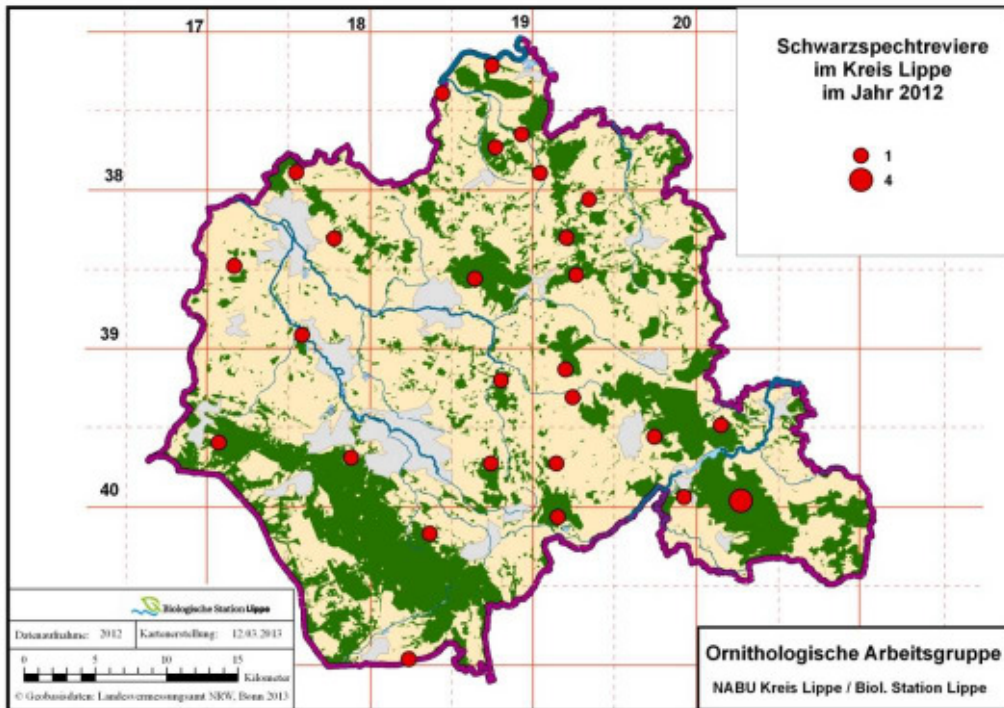 17
18
19
20
38
39
40
Schwarzspechtreviere
im Kreis Lippe
im Jahr 2012
1
4
Biologische Station Lippe
Datenaufnahme: 2012 Kartenerstellung: 12.03.2013
0 5 10 15
Kilometer
© Geobasisdaten: Landesvermessungsamt NRW, Bonn 2013
Ornithologische Arbeitsgruppe
NABU Kreis Lippe / Biol. Station Lippe